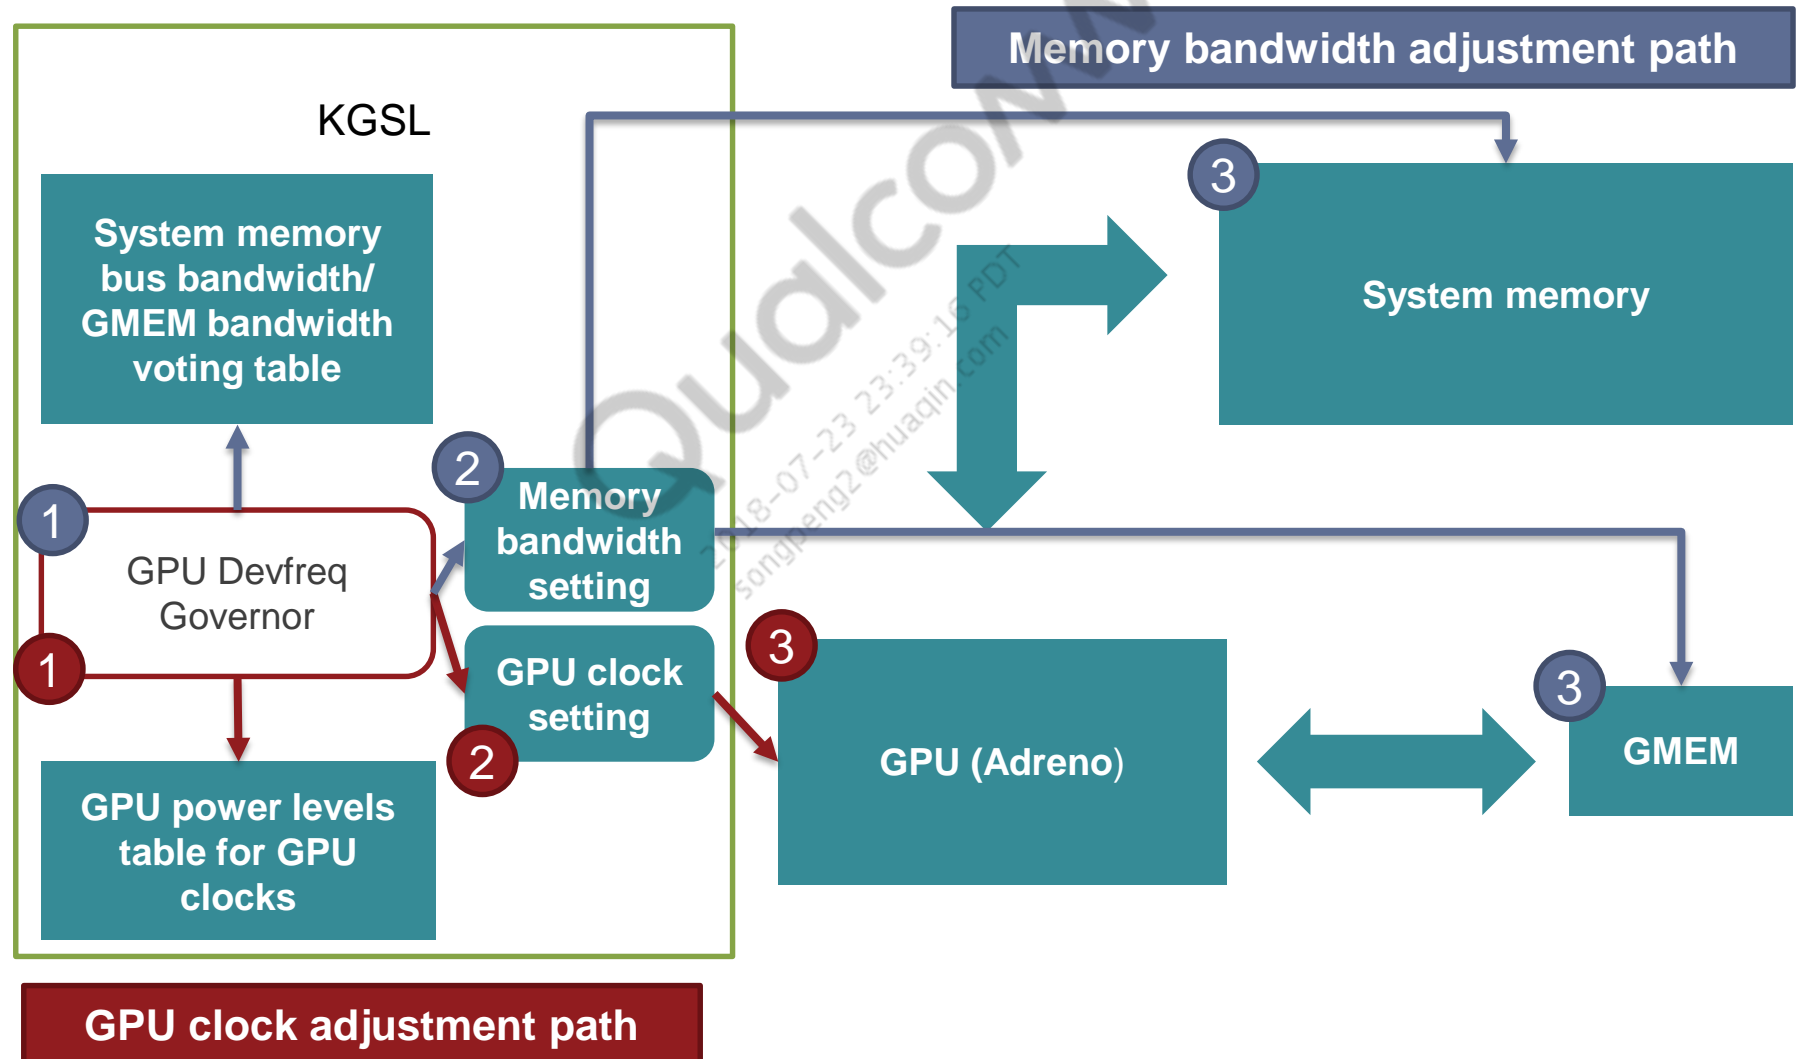 Memory bandwidth adjustment path
KGSL
System memory
bus bandwidth/
GMEM bandwidth
voting table
3
System memory
2
Memory
bandwidth
setting
1
GPU Devfreq
Governor
1
GPU clock
setting
2
3
GPU (Adreno)
3
GMEM
GPU power levels
table for GPU
clocks
GPU clock adjustment path
2018-07-23 23:39:16 PDT
songpeng2@huaqin.com